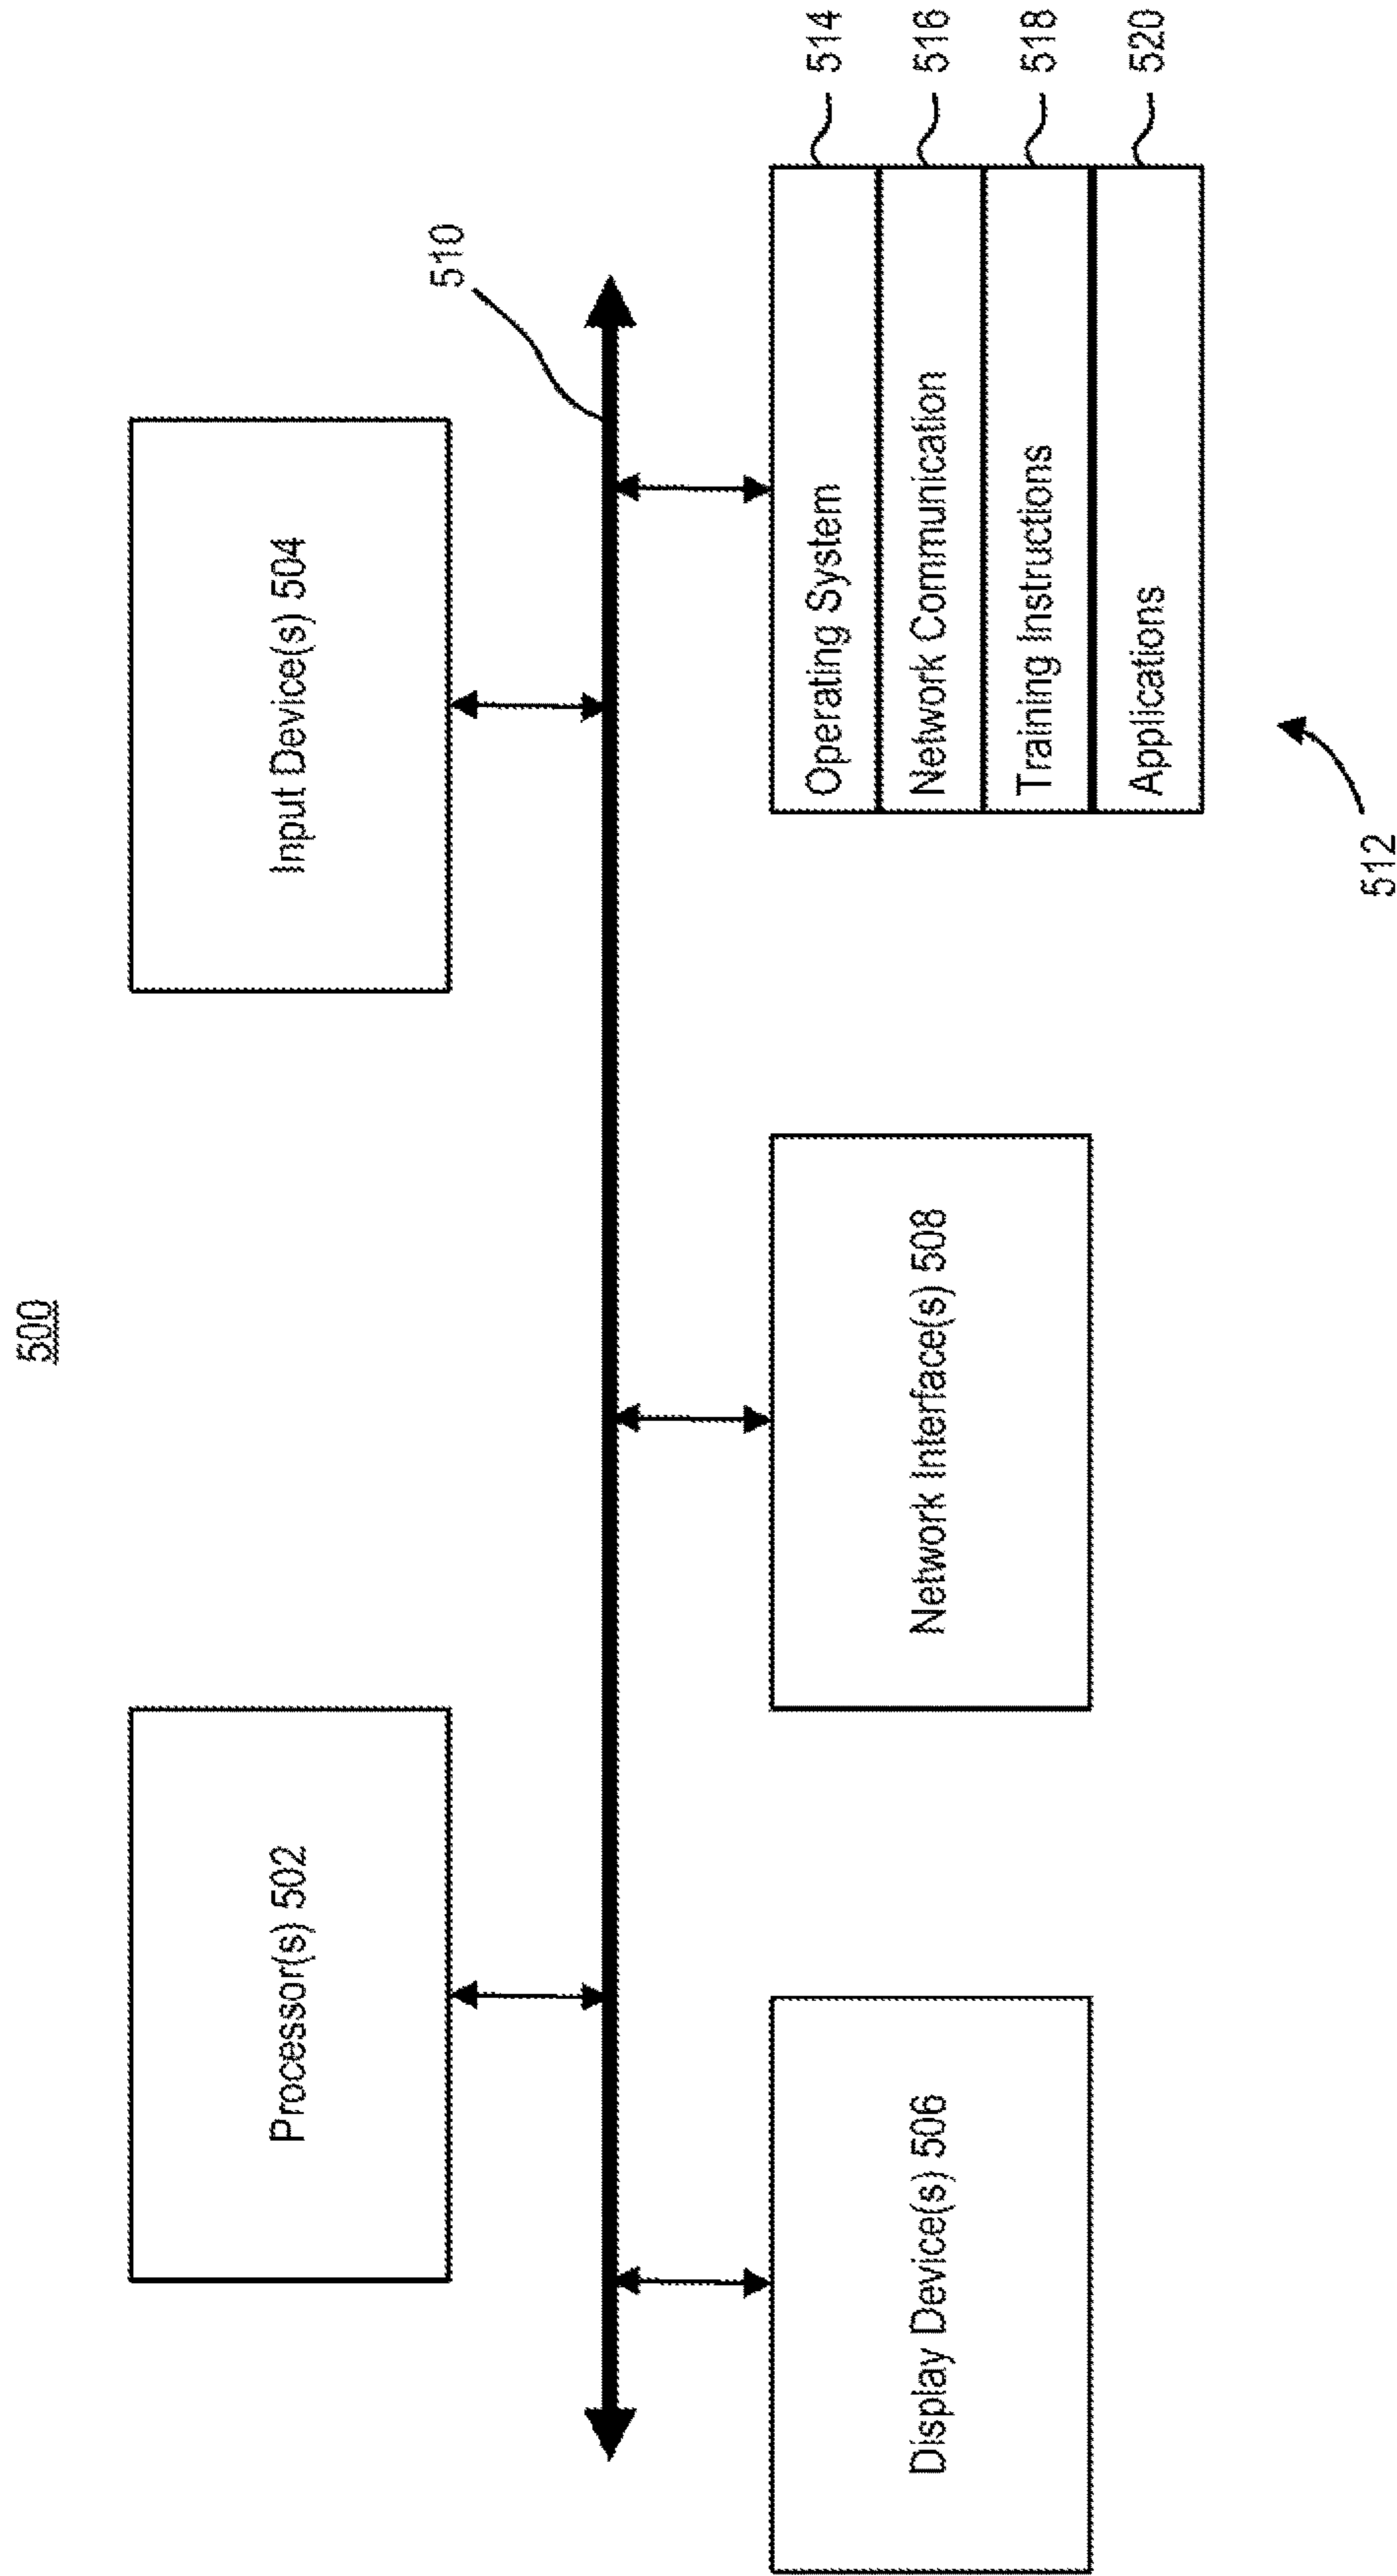 500
Processor(s) 502
Input Device(s) 504
510
Display Device(s) 506
Network Interface(s) 508
Operating System
514
Network Communication
516
Training Instructions
518
Applications
520
512